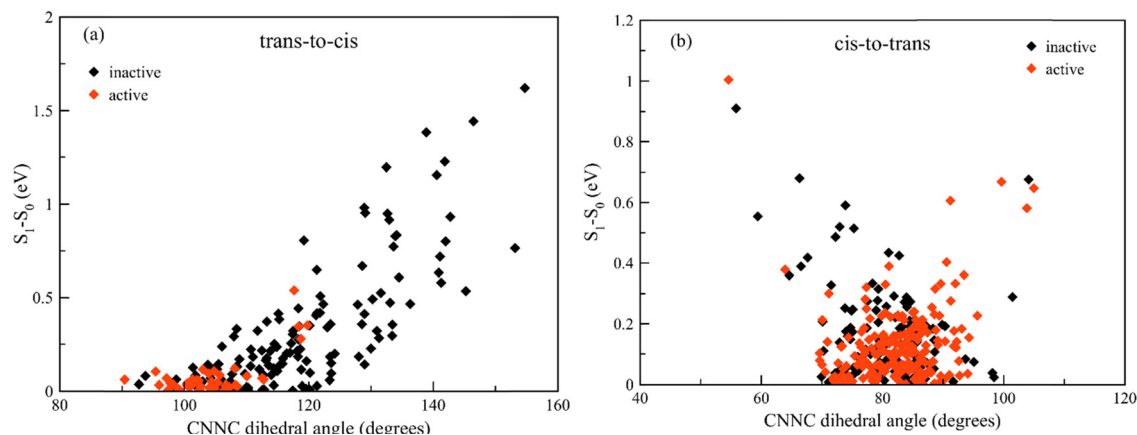 (a)
trans-to-cis
inactive
active
2
1.5
1
0.5
0
S1-S0 (eV)
80
100
120
140
160
CNNC dihedral angle (degrees)
(b)
cis-to-trans
inactive
active
1.2
1
0.8
0.6
0.4
0.2
0
S1-S0 (eV)
40
60
80
100
120
CNNC dihedral angle (degrees)